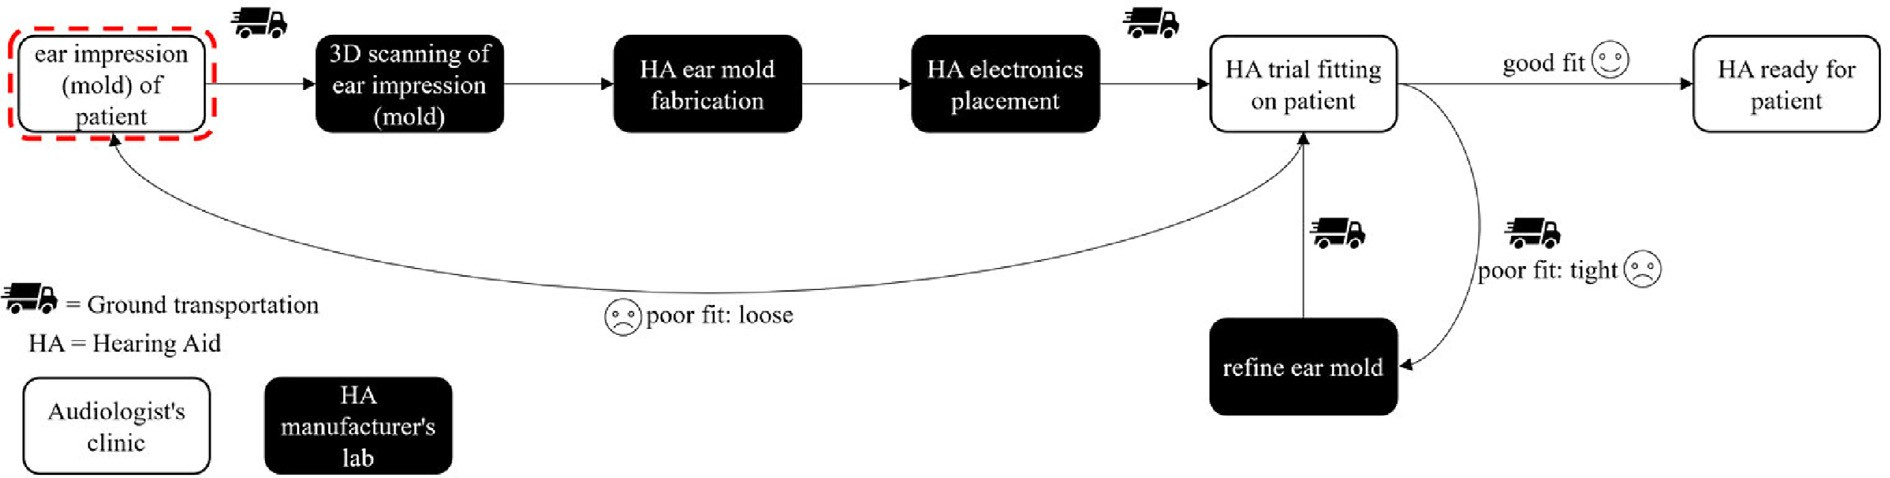 ear impression
(mold) of
patient
3D scanning of
ear impression
(mold)
HA ear mold
fabrication
HA electronics
placement
HA trial fitting
on patient
good fit
HA ready for
patient
poor fit: tight
poor fit: loose
refine ear mold
= Ground transportation
HA = Hearing Aid
Audiologist's
clinic
HA
manufacturer's
lab